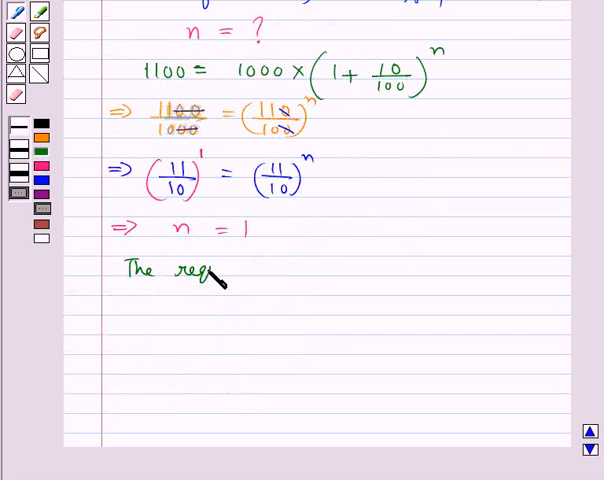 n = ?
1100 = 1000 × (1 + 10/100)^n
⇒ 1100/1000 = (110/100)^n
⇒ (11/10)^1 = (11/10)^n
⇒ n = 1
The req